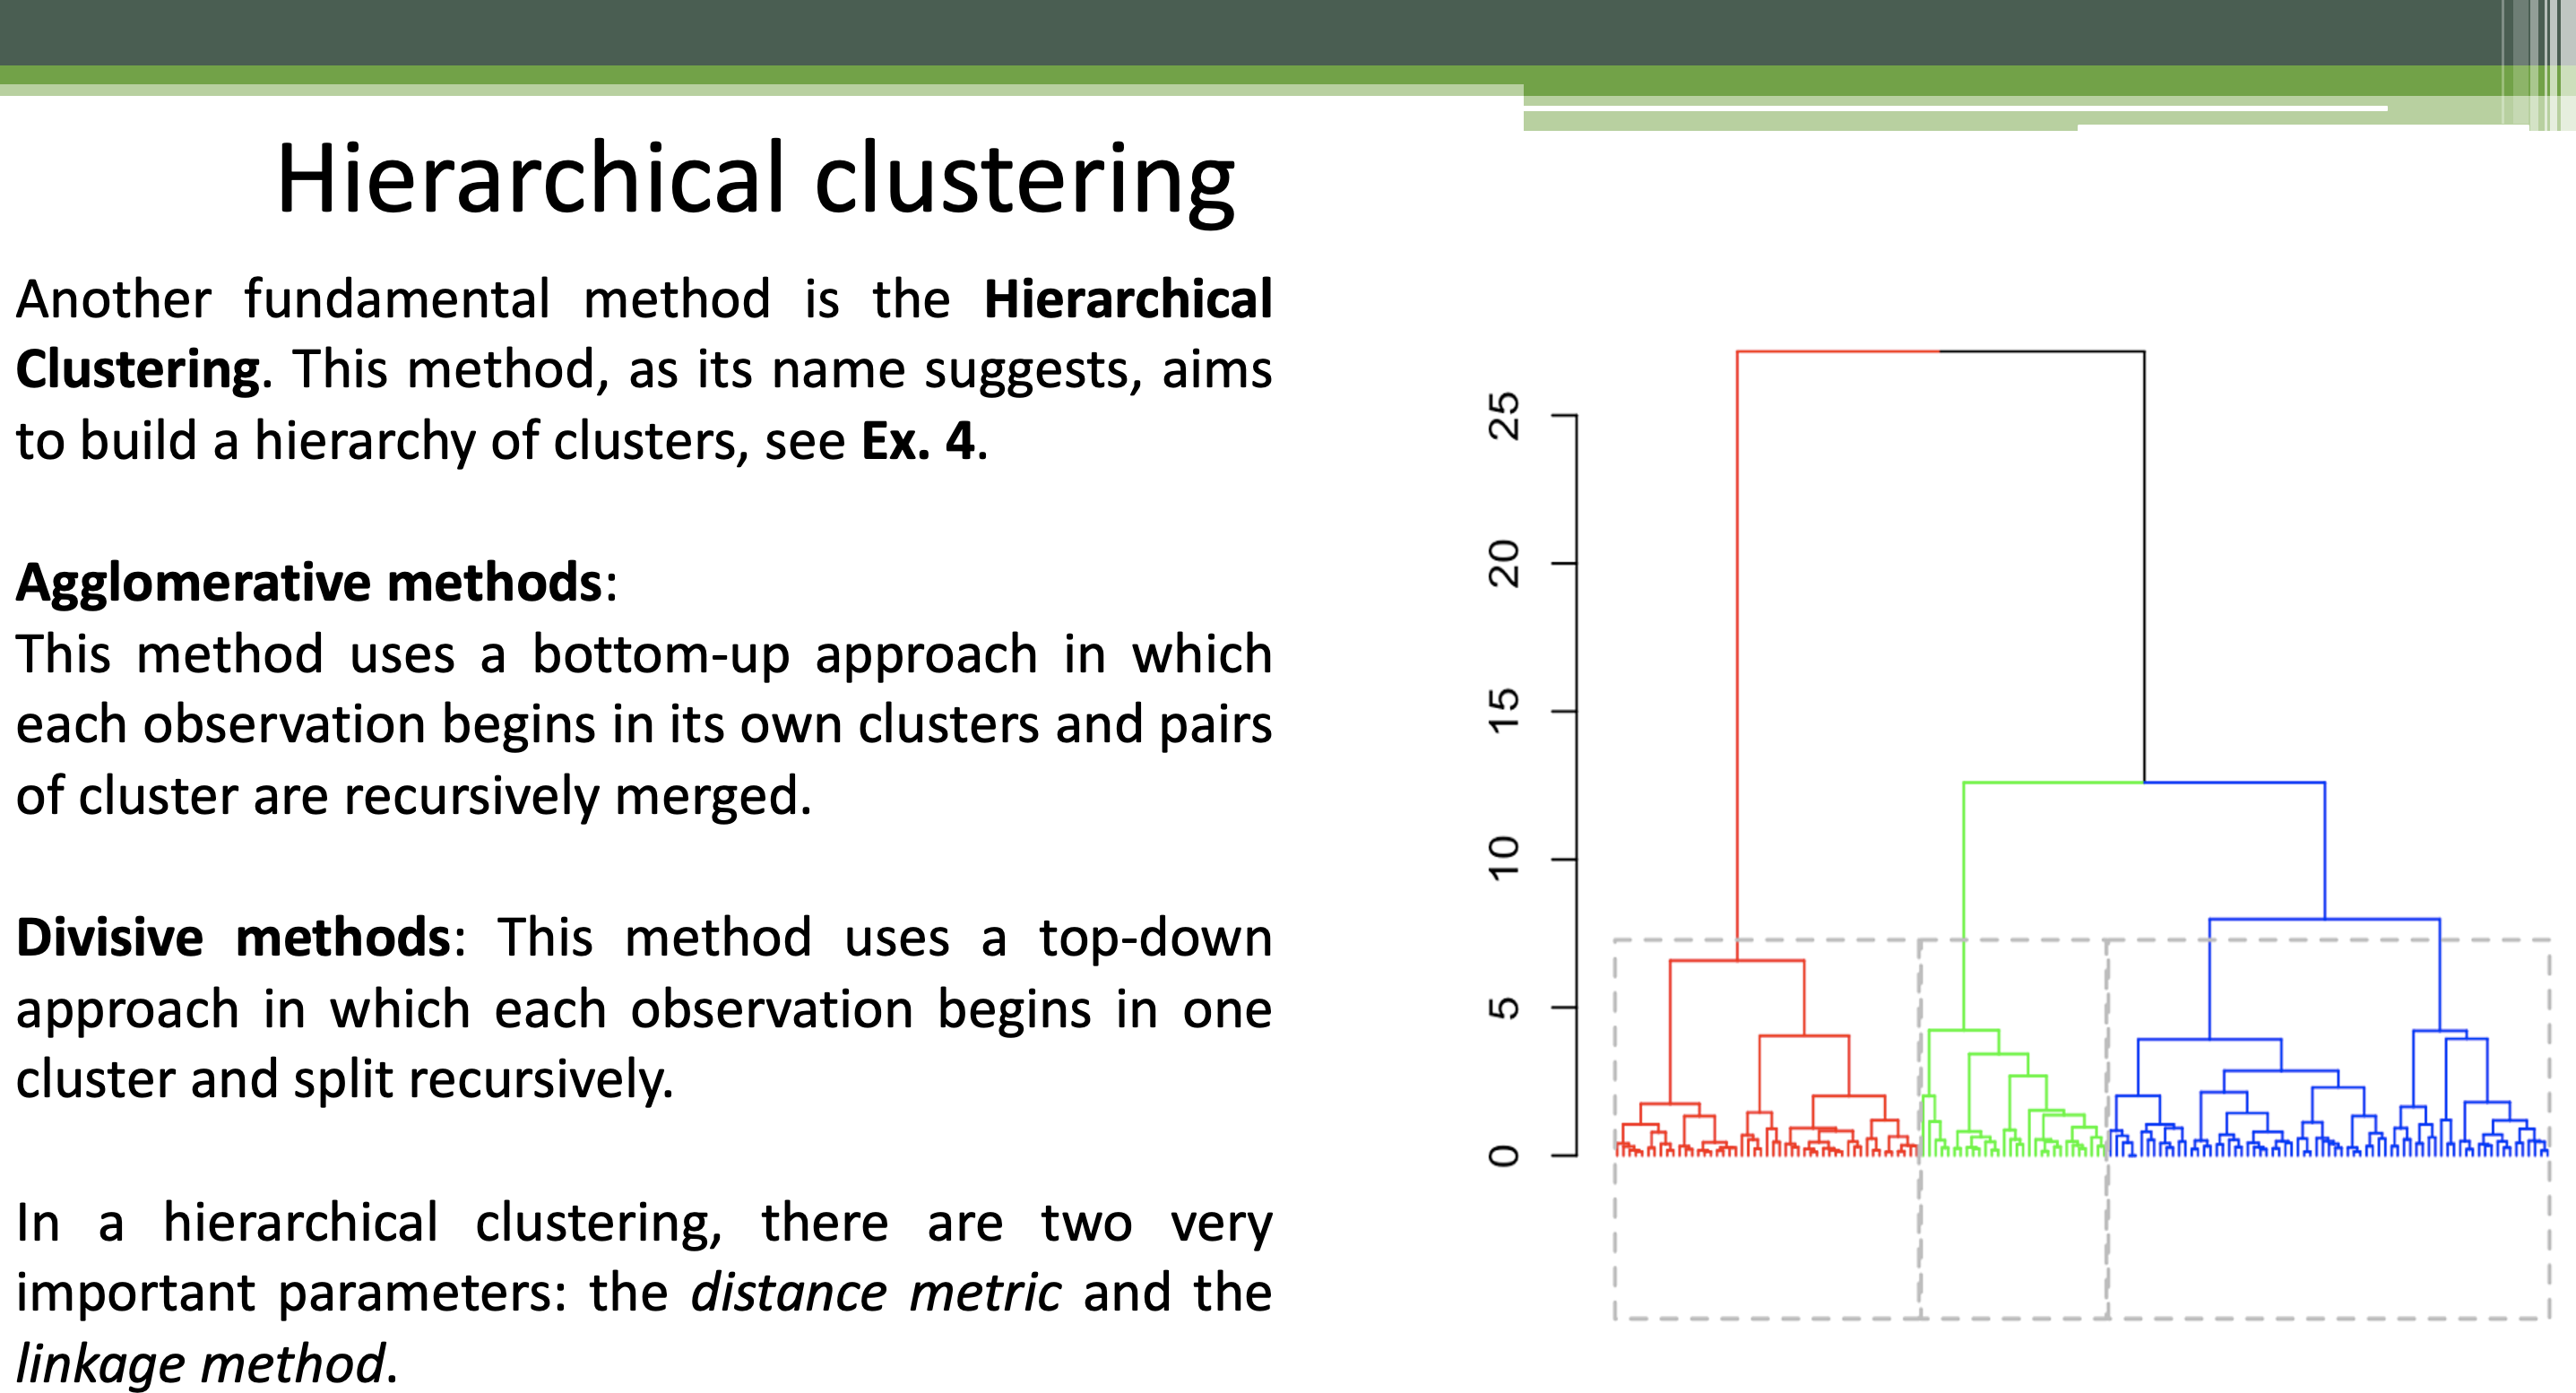 Hierarchical clustering
Another fundamental method is the Hierarchical
Clustering. This method, as its name suggests, aims
to build a hierarchy of clusters, see Ex. 4.
Agglomerative methods:
This method uses a bottom-up approach in which
each observation begins in its own clusters and pairs
of cluster are recursively merged.
Divisive methods: This method uses a top-down
approach in which each observation begins in one
cluster and split recursively.
In a hierarchical clustering, there are two very
important parameters: the distance metric and the
linkage method.
25
20
15
10
5
0